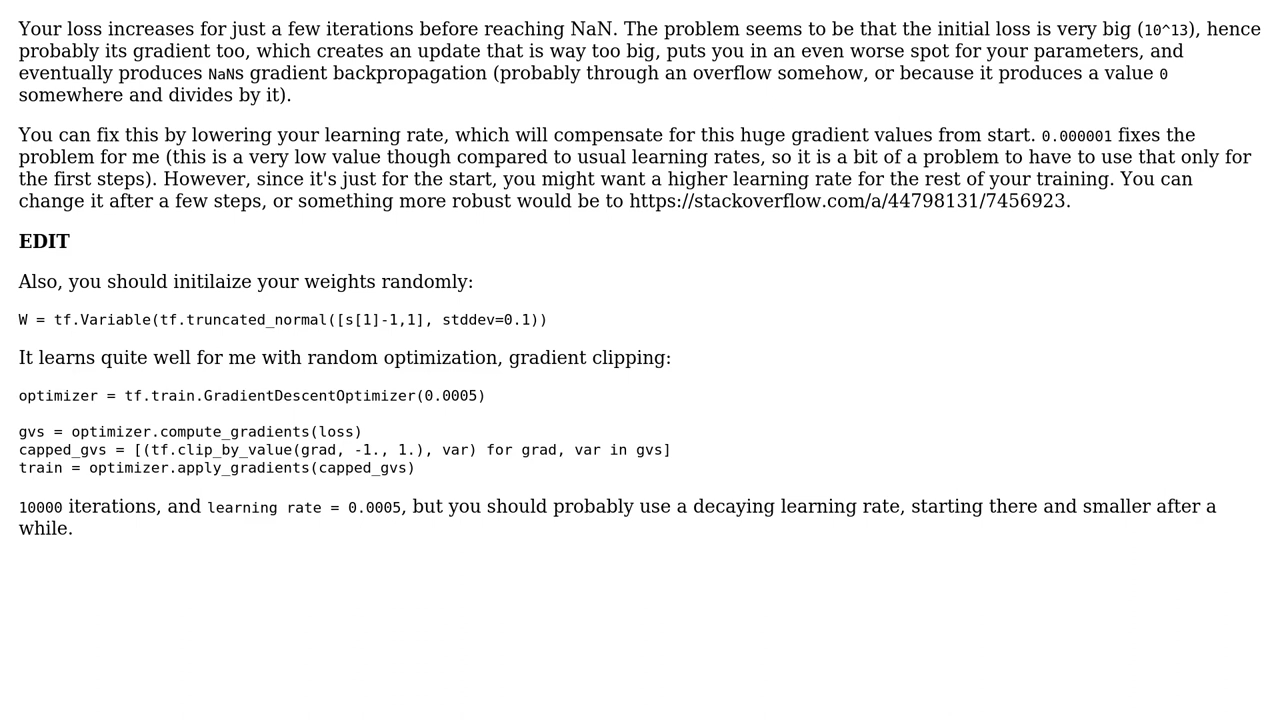 Your loss increases for just a few iterations before reaching NaN. The problem seems to be that the initial loss is very big (10^13), hence
probably its gradient too, which creates an update that is way too big, puts you in an even worse spot for your parameters, and
eventually produces NaNs gradient backpropagation (probably through an overflow somehow, or because it produces a value 0
somewhere and divides by it).
You can fix this by lowering your learning rate, which will compensate for this huge gradient values from start. 0.000001 fixes the
problem for me (this is a very low value though compared to usual learning rates, so it is a bit of a problem to have to use that only for
the first steps). However, since it's just for the start, you might want a higher learning rate for the rest of your training. You can
change it after a few steps, or something more robust would be to https://stackoverflow.com/a/44798131/7456923.
EDIT
Also, you should initilaize your weights randomly:
W = tf.Variable(tf.truncated_normal([s[1]-1,1], stddev=0.1))
It learns quite well for me with random optimization, gradient clipping:
optimizer = tf.train.GradientDescentOptimizer(0.0005)
gvs = optimizer.compute_gradients(loss)
capped_gvs = [(tf.clip_by_value(grad, -1., 1.), var) for grad, var in gvs]
train = optimizer.apply_gradients(capped_gvs)
10000 iterations, and learning rate = 0.0005, but you should probably use a decaying learning rate, starting there and smaller after a
while.